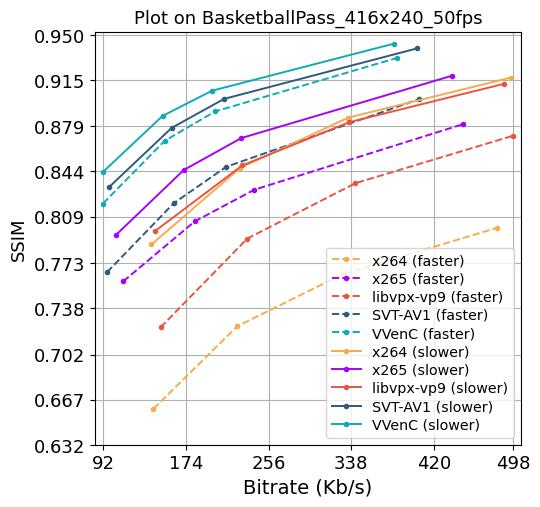 Plot on BasketballPass_416x240_50fps
0.950
0.915
0.879
0.844
0.809
0.773
0.738
0.702
0.667
0.632
SSIM
x264 (faster)
x265 (faster)
libvpx-vp9 (faster)
SVT-AV1 (faster)
VVenC (faster)
x264 (slower)
x265 (slower)
libvpx-vp9 (slower)
SVT-AV1 (slower)
VVenC (slower)
92 174 256 338 420 498
Bitrate (Kb/s)